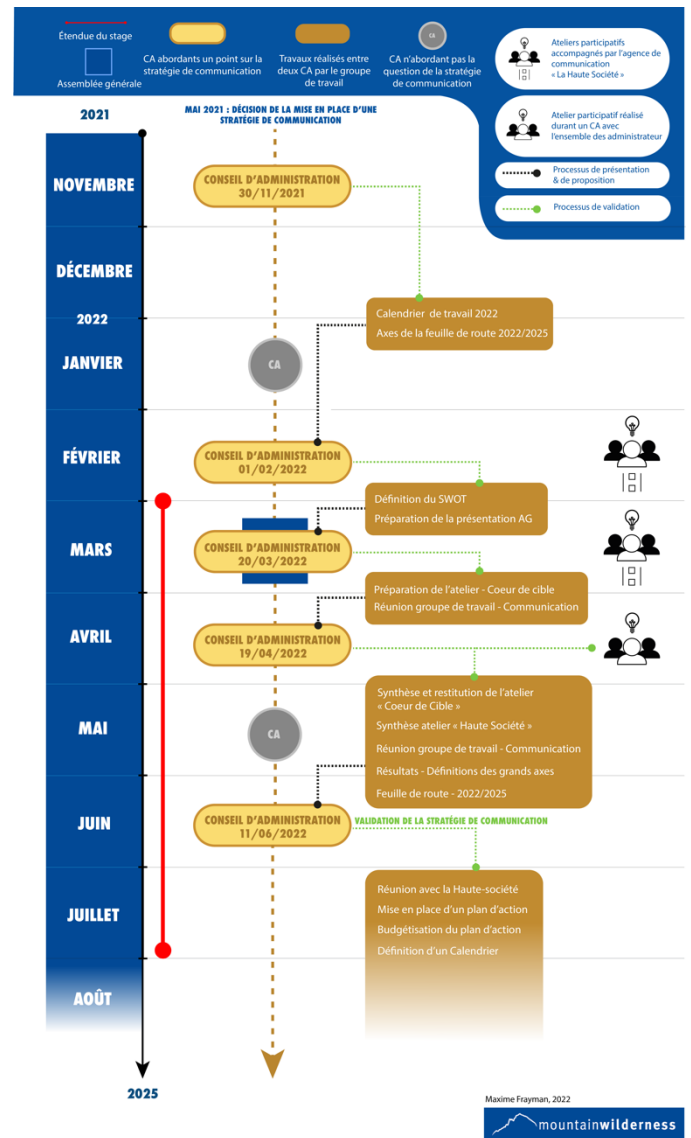 Étendue du stage
Assemblée générale
CA abordants un point sur la
stratégie de communication
Travaux réalisés entre
deux CA par le groupe
de travail
CA
CA n'abordant pas la
question de la stratégie
de communication
Ateliers participatifs
accompagnés par l'agence de
communication
« La Haute Société »
Atelier participatif réalisé
durant un CA avec
l'ensemble des administrateur
Processus de présentation
& de proposition
Processus de validation
2021
MAI 2021 : DÉCISION DE LA MISE EN PLACE D'UNE
STRATÉGIE DE COMMUNICATION
NOVEMBRE
CONSEIL D'ADMINISTRATION
30/11/2021
DÉCEMBRE
2022
Calendrier de travail 2022
Axes de la feuille de route 2022/2025
JANVIER
CA
FÉVRIER
CONSEIL D'ADMINISTRATION
01/02/2022
Définition du SWOT
Préparation de la présentation AG
MARS
CONSEIL D'ADMINISTRATION
20/03/2022
Préparation de l'atelier - Coeur de cible
Réunion groupe de travail - Communication
AVRIL
CONSEIL D'ADMINISTRATION
19/04/2022
Synthèse et restitution de l'atelier
« Coeur de Cible »
Synthèse atelier « Haute Société »
Réunion groupe de travail - Communication
Résultats - Définitions des grands axes
Feuille de route - 2022/2025
MAI
CA
JUIN
CONSEIL D'ADMINISTRATION
11/06/2022
VALIDATION DE LA STRATÉGIE DE COMMUNICATION
Réunion avec la Haute-société
Mise en place d'un plan d'action
Budgétisation du plan d'action
Définition d'un Calendrier
JUILLET
AOÛT
2025
Maxime Frayman, 2022
mountainwilderness